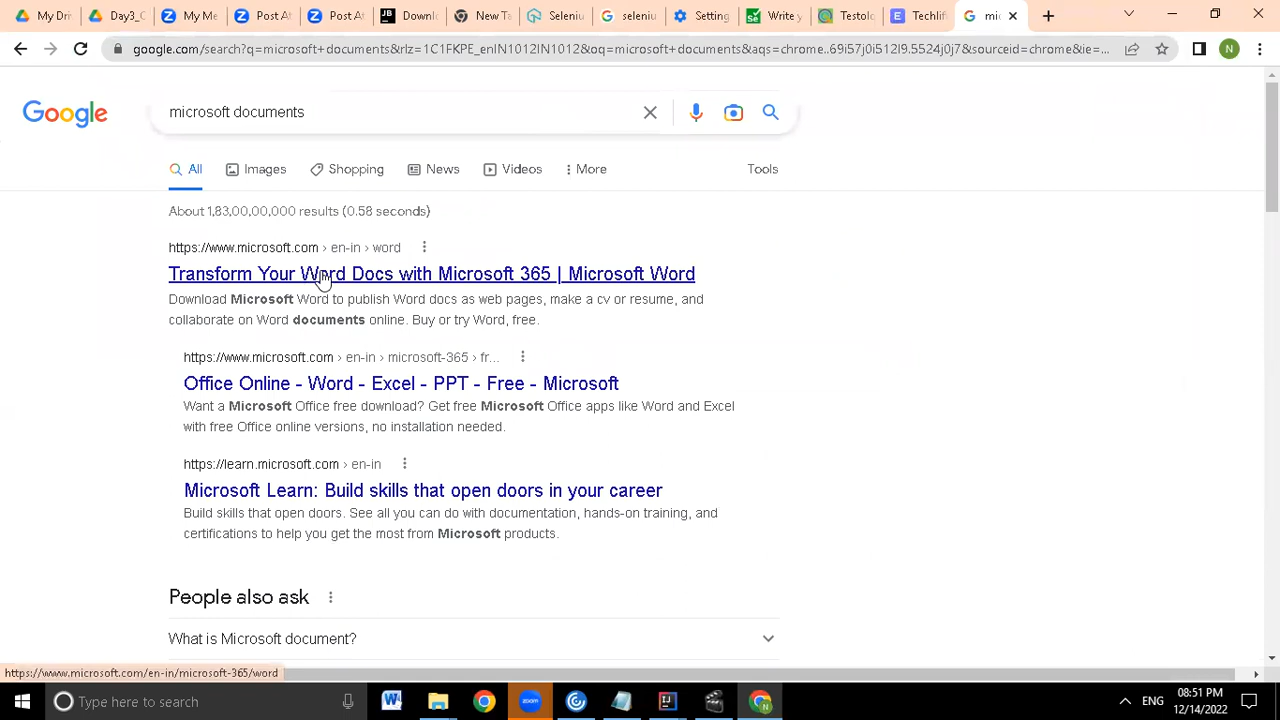 My Dri
Day3_C
My Me
Post At
Post At
Downl
New Ta
Seleniu
seleniu
Setting
Write y
Testolo
Techlif
mic
google.com/search?q=microsoft+documents&rlz=1C1FKPE_enIN1012IN1012&oq=microsoft+documents&aqs=chrome..69i57j0i512l9.5524j0j7&sourceid=chrome&ie=...
N
Google
microsoft documents
All
Images
Shopping
News
Videos
More
Tools
About 1,83,00,00,000 results (0.58 seconds)
https://www.microsoft.com › en-in › word
Transform Your Word Docs with Microsoft 365 | Microsoft Word
Download Microsoft Word to publish Word docs as web pages, make a cv or resume, and
collaborate on Word documents online. Buy or try Word, free.
https://www.microsoft.com › en-in › microsoft-365 › fr...
Office Online - Word - Excel - PPT - Free - Microsoft
Want a Microsoft Office free download? Get free Microsoft Office apps like Word and Excel
with free Office online versions, no installation needed.
https://learn.microsoft.com › en-in
Microsoft Learn: Build skills that open doors in your career
Build skills that open doors. See all you can do with documentation, hands-on training, and
certifications to help you get the most from Microsoft products.
People also ask
What is Microsoft document?
https://www.microsoft.com/en-in/microsoft-365/word
Type here to search
zoom
ENG
08:51 PM
12/14/2022